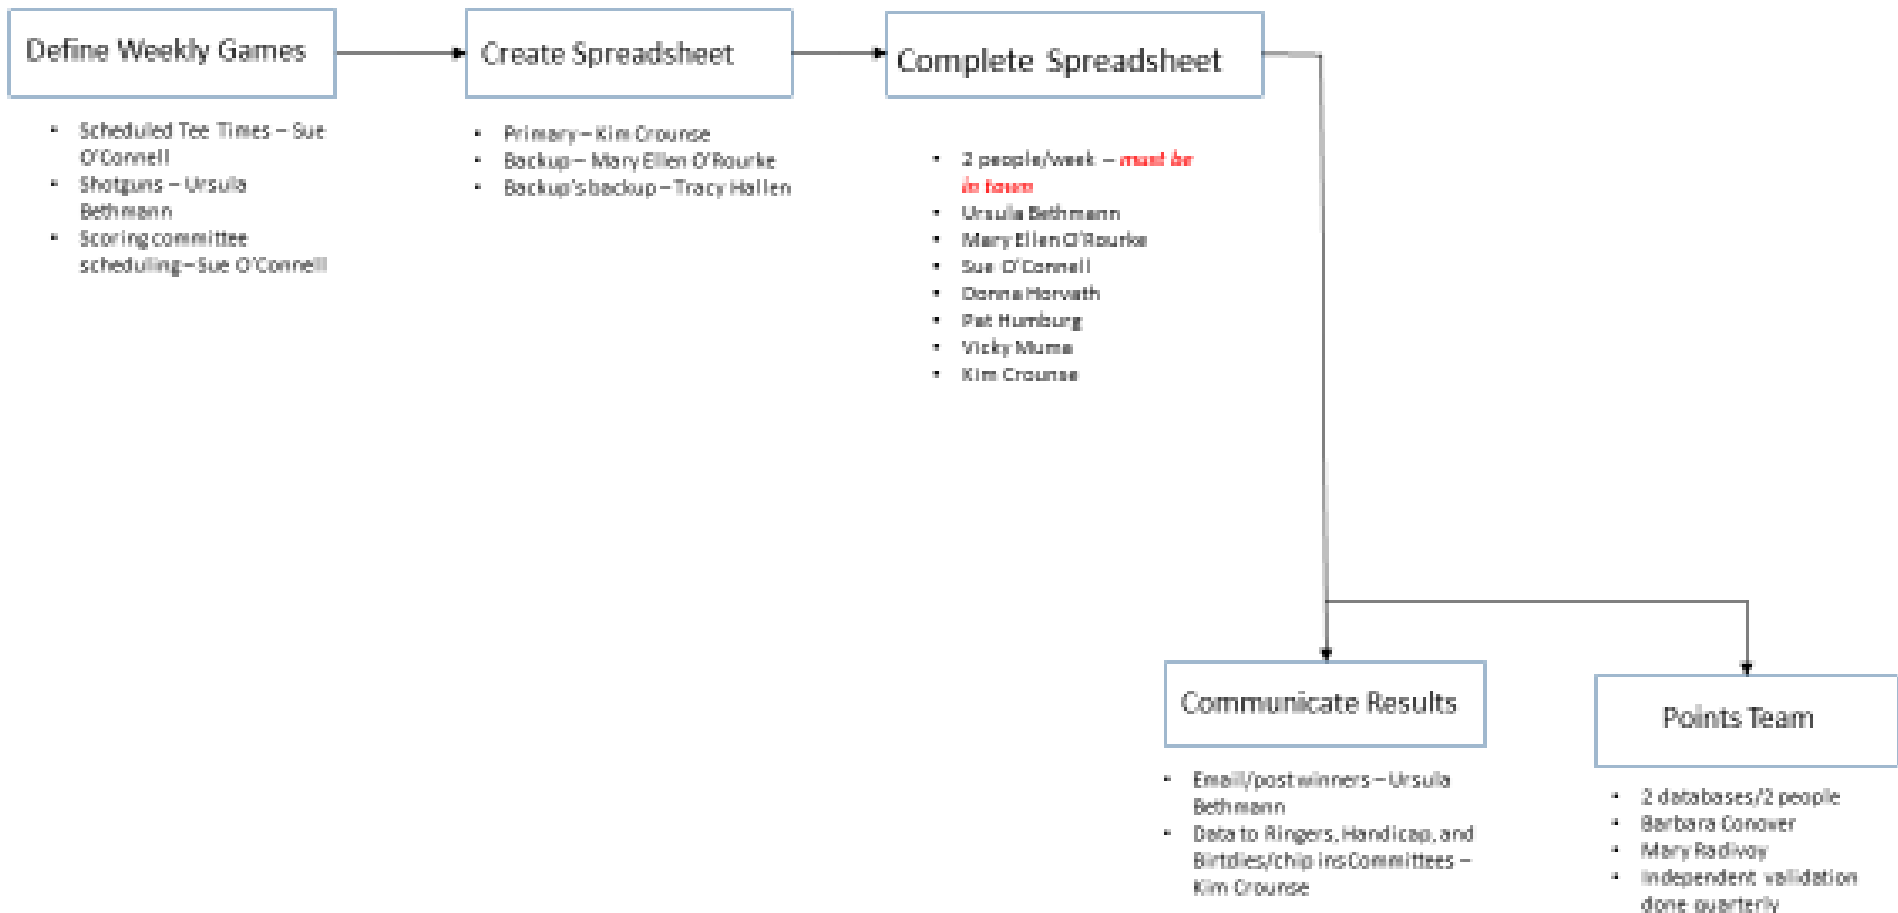 Define Weekly Games
• Scheduled Tee Times – Sue
O'Connell
• Shotguns – Ursula
Bethmann
• Scoring committee
scheduling – Sue O'Connell
Create Spreadsheet
• Primary – Kim Crounse
• Backup – Mary Ellen O'Rourke
• Backup's backup – Tracy Hallen
Complete Spreadsheet
• 2 people/week – must be
in town
• Ursula Bethmann
• Mary Ellen O'Rourke
• Sue O'Connell
• Donna Horvath
• Pat Humburg
• Vicky Muma
• Kim Crounse
Communicate Results
• Email/post winners – Ursula
Bethmann
• Data to Ringers, Handicap, and
Birtdies/chip ins Committees –
Kim Crounse
Points Team
• 2 databases/2 people
• Barbara Conover
• Mary Radivoy
• Independent validation
done quarterly